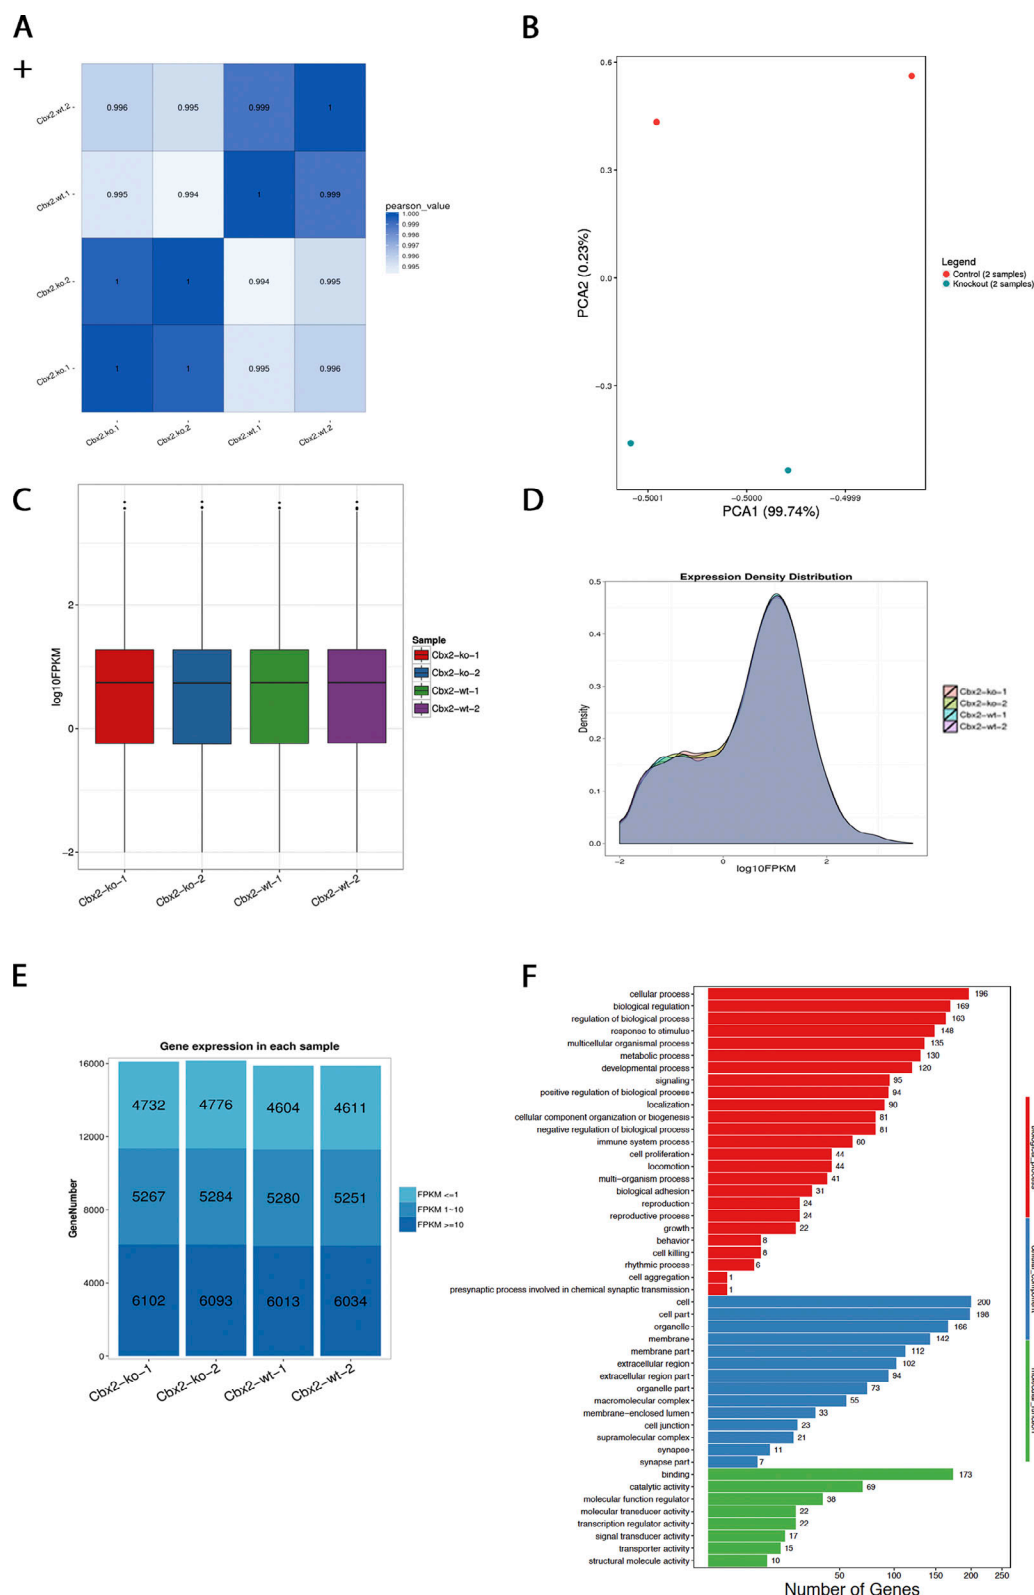 A
+
Cbx2.wt.2
0.996 0.995 0.999 1
Cbx2.wt.1
0.995 0.994 1 0.999
Cbx2.ko.2
1 1 0.994 0.995
Cbx2.ko.1
1 1 0.995 0.996
Cbx2.ko.1 Cbx2.ko.2 Cbx2.wt.1 Cbx2.wt.2
pearson_value
1.000
0.999
0.998
0.997
0.996
0.995
B
PCA2 (0.23%)
0.6
0.3
0.0
−0.3
−0.5001 −0.5000 −0.4999
PCA1 (99.74%)
Legend
Control (2 samples)
Knockout (2 samples)
C
log10FPKM
2
0
−2
Cbx2−ko−1 Cbx2−ko−2 Cbx2−wt−1 Cbx2−wt−2
Sample
Cbx2−ko−1
Cbx2−ko−2
Cbx2−wt−1
Cbx2−wt−2
D
Expression Density Distribution
Density
0.5
0.4
0.3
0.2
0.1
0.0
−2 0 2
log10FPKM
Cbx2−ko−1
Cbx2−ko−2
Cbx2−wt−1
Cbx2−wt−2
E
Gene expression in each sample
GeneNumber
16000
12000
8000
4000
0
4732 4776 4604 4611
5267 5284 5280 5251
6102 6093 6013 6034
Cbx2−ko−1 Cbx2−ko−2 Cbx2−wt−1 Cbx2−wt−2
FPKM <=1
FPKM 1~10
FPKM >=10
F
cellular process 196
biological regulation 169
regulation of biological process 163
response to stimulus 148
multicellular organismal process 135
metabolic process 130
developmental process 120
signaling 95
positive regulation of biological process 94
localization 90
cellular component organization or biogenesis 81
negative regulation of biological process 81
immune system process 60
cell proliferation 44
locomotion 44
multi−organism process 41
biological adhesion 31
reproduction 24
reproductive process 24
growth 22
behavior 8
cell killing 8
rhythmic process 6
cell aggregation 1
presynaptic process involved in chemical synaptic transmission 1
cell 200
cell part 198
organelle 166
membrane 142
membrane part 112
extracellular region 102
extracellular region part 94
organelle part 73
macromolecular complex 55
membrane−enclosed lumen 33
cell junction 23
supramolecular complex 21
synapse 11
synapse part 7
binding 173
catalytic activity 69
molecular function regulator 38
molecular transducer activity 22
transcription regulator activity 22
signal transducer activity 17
transporter activity 15
structural molecule activity 10
50 100 150 200 250
Number of Genes